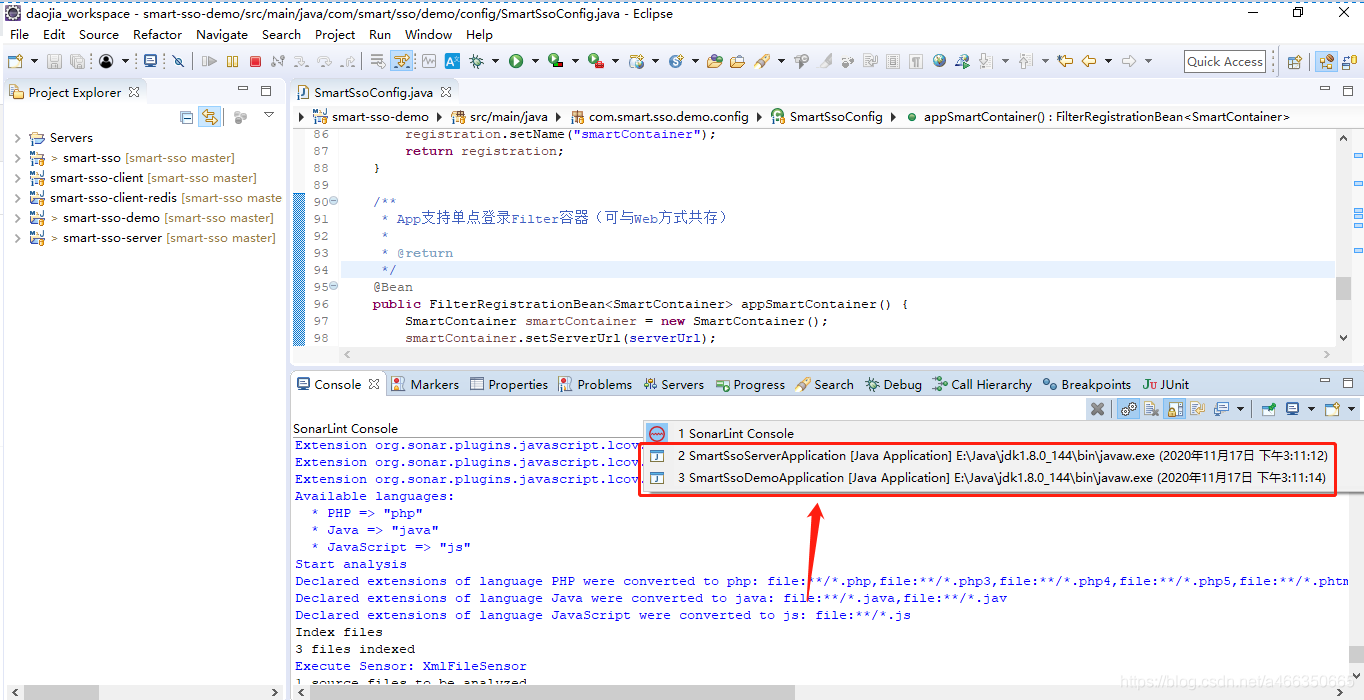 daojia_workspace - smart-sso-demo/src/main/java/com/smart/sso/demo/config/SmartSsoConfig.java - Eclipse
File Edit Source Refactor Navigate Search Project Run Window Help
Quick Access
Project Explorer
Servers
> smart-sso [smart-sso master]
smart-sso-client [smart-sso master]
smart-sso-client-redis [smart-sso maste
> smart-sso-demo [smart-sso master]
> smart-sso-server [smart-sso master]
SmartSsoConfig.java
smart-sso-demo src/main/java com.smart.sso.demo.config SmartSsoConfig appSmartContainer() : FilterRegistrationBean<SmartContainer>
86 registration.setName("smartContainer");
87 return registration;
88 }
89
90 /**
91 * App支持单点登录Filter容器（可与Web方式共存）
92 *
93 * @return
94 */
95 @Bean
96 public FilterRegistrationBean<SmartContainer> appSmartContainer() {
97 SmartContainer smartContainer = new SmartContainer();
98 smartContainer.setServerUrl(serverUrl);
Console Markers Properties Problems Servers Progress Search Debug Call Hierarchy Breakpoints JUnit
SonarLint Console
1 SonarLint Console
2 SmartSsoServerApplication [Java Application] E:\Java\jdk1.8.0_144\bin\javaw.exe (2020年11月17日 下午3:11:12)
3 SmartSsoDemoApplication [Java Application] E:\Java\jdk1.8.0_144\bin\javaw.exe (2020年11月17日 下午3:11:14)
Extension org.sonar.plugins.javascript.lcov.
Extension org.sonar.plugins.javascript.lcov.
Extension org.sonar.plugins.javascript.lcov.
Available languages:
* PHP => "php"
* Java => "java"
* JavaScript => "js"
Start analysis
Declared extensions of language PHP were converted to php: file:**/*.php,file:**/*.php3,file:**/*.php4,file:**/*.php5,file:**/*.phtm
Declared extensions of language Java were converted to java: file:**/*.java,file:**/*.jav
Declared extensions of language JavaScript were converted to js: file:**/*.js
Index files
3 files indexed
Execute Sensor: XmlFileSensor
1 source files to be analyzed
https://blog.csdn.net/a466350665